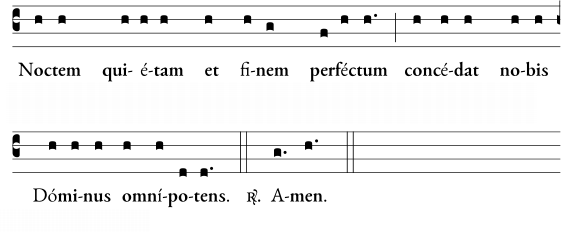 Noctem qui- é-tam et fi-nem perféctum concé-dat no-bis
Dómi-nus omní-po-tens. ℟. A-men.